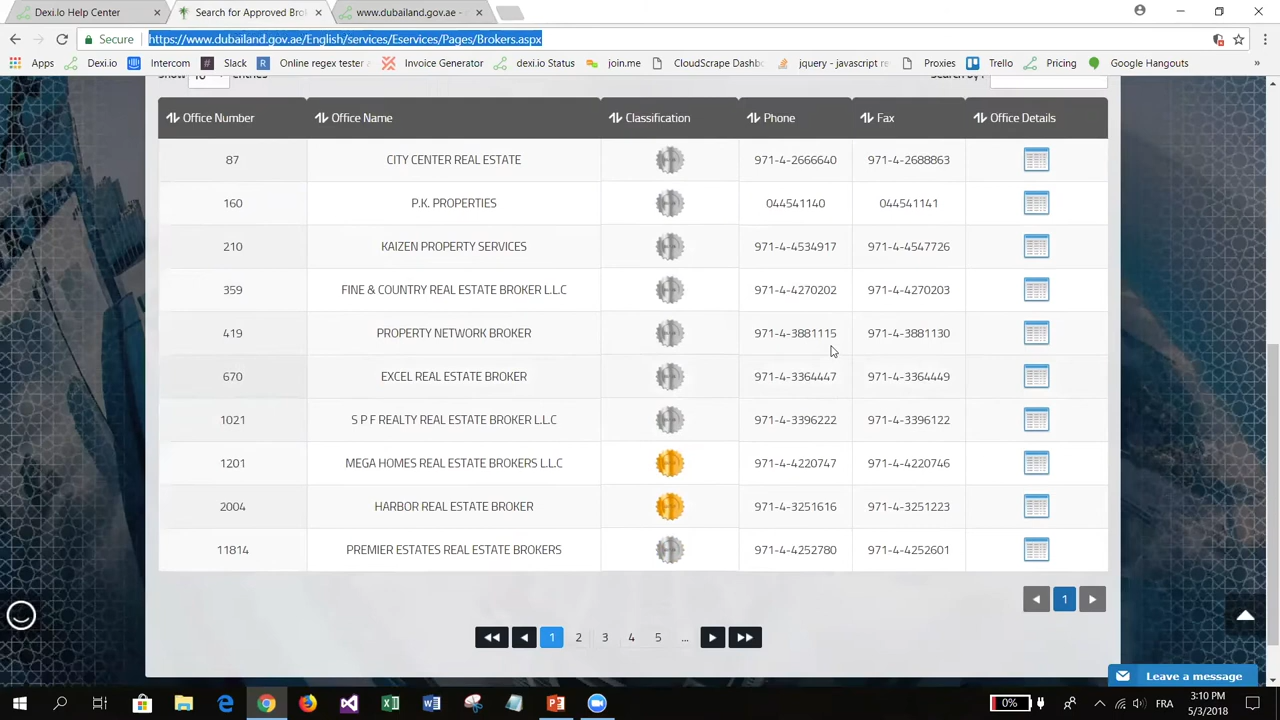 Dexi.Io Help Center
Search for Approved Bro
www.dubailand.gov.ae -
Secure
https://www.dubailand.gov.ae/English/services/Eservices/Pages/Brokers.aspx
Apps Dexi.io Intercom Slack Online regex tester Invoice Generator dexi.io Status join.me CloudScrape Apph jquery - javascript re Proxies Trello Pricing Google Hangouts
Show 10 entries Search by:
Office Number Office Name Classification Phone Fax Office Details
87 CITY CENTER REAL ESTATE 971-4-2666640 971-4-2688863
160 P.K. PROPERTIES 044541140 044541141
210 KAIZEN PROPERTY SERVICES 971-4-4534917 971-4-4547726
359 FINE & COUNTRY REAL ESTATE BROKER L.L.C 971-4-4270202 971-4-4270203
419 PROPERTY NETWORK BROKER 971-4-3881115 971-4-3881130
670 EXCEL REAL ESTATE BROKER 971-4-3364447 971-4-3364449
1021 S P F REALTY REAL ESTATE BROKER L.L.C 971-4-3396222 971-4-3396122
1201 MEGA HOMES REAL ESTATE BROKERS L.L.C 971-4-4220747 971-4-4220746
2004 HARBOR REAL ESTATE BROKER 971-4-3251616 971-4-3251223
11814 PREMIER ESTATES REAL ESTATE BROKERS 971-4-4252780 971-4-4252601
1
1 2 3 4 5 ...
Leave a message
0% FRA 3:10 PM
5/3/2018